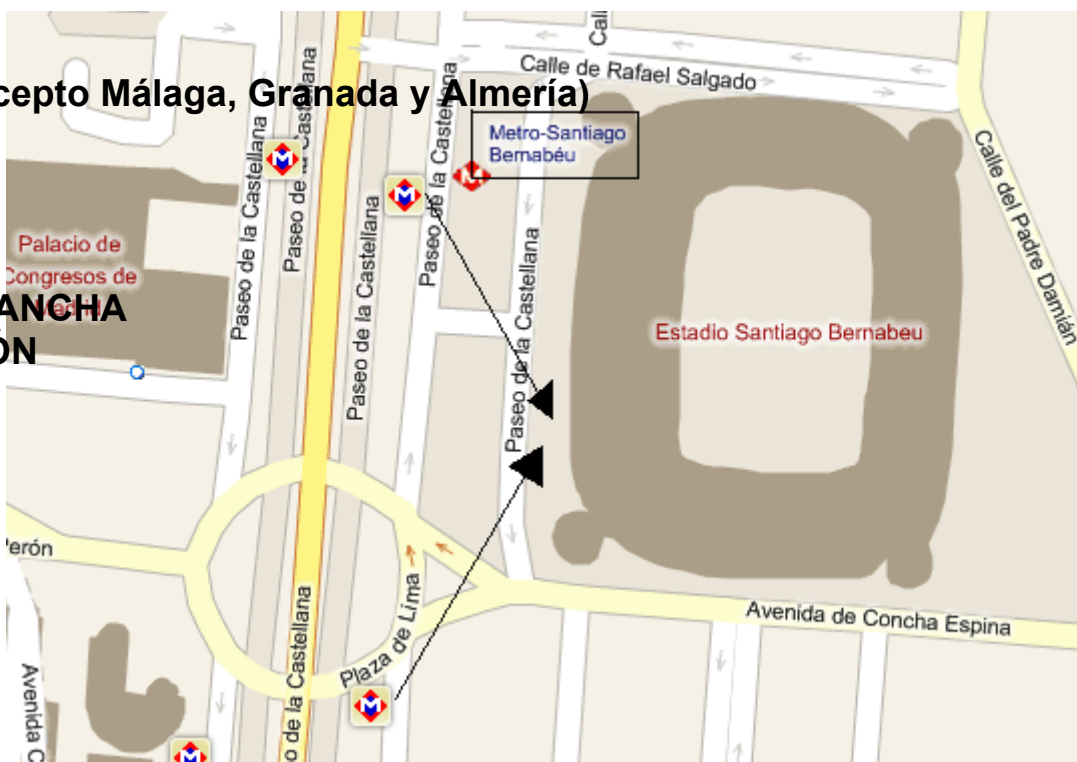 Calle de Rafael Salgado
cepto Málaga, Granada y Almería)
Metro-Santiago
Bernabéu
Paseo de la Castellana
Paseo de la Castellana
Paseo de la Castellana
Paseo de la Castellana
Paseo de la Castellana
Calle del Padre Damián
Palacio de
Congresos de
Madrid
ANCHA
ÓN
Estadio Santiago Bernabeu
erón
Plaza de Lima
o de la Castellana
Avenida de Concha Espina
Avenida C